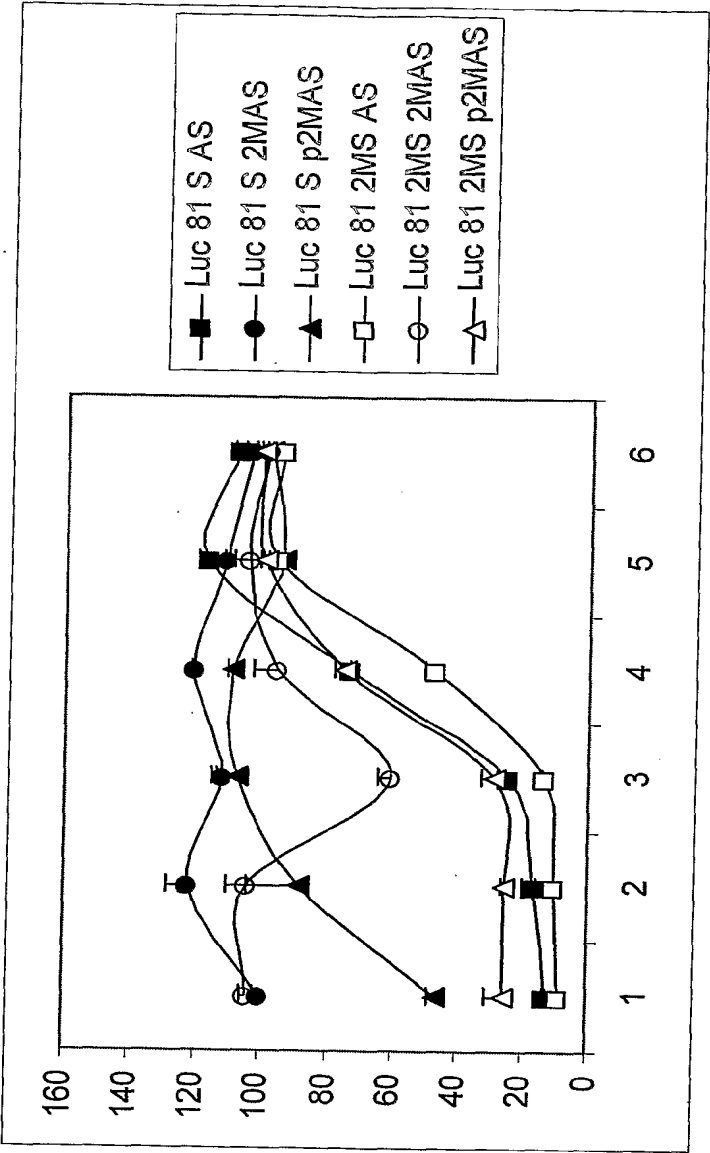 160
140
120
100
80
60
40
20
0
1 2 3 4 5 6
Luc 81 S AS
Luc 81 S 2MAS
Luc 81 S p2MAS
Luc 81 2MS AS
Luc 81 2MS 2MAS
Luc 81 2MS p2MAS